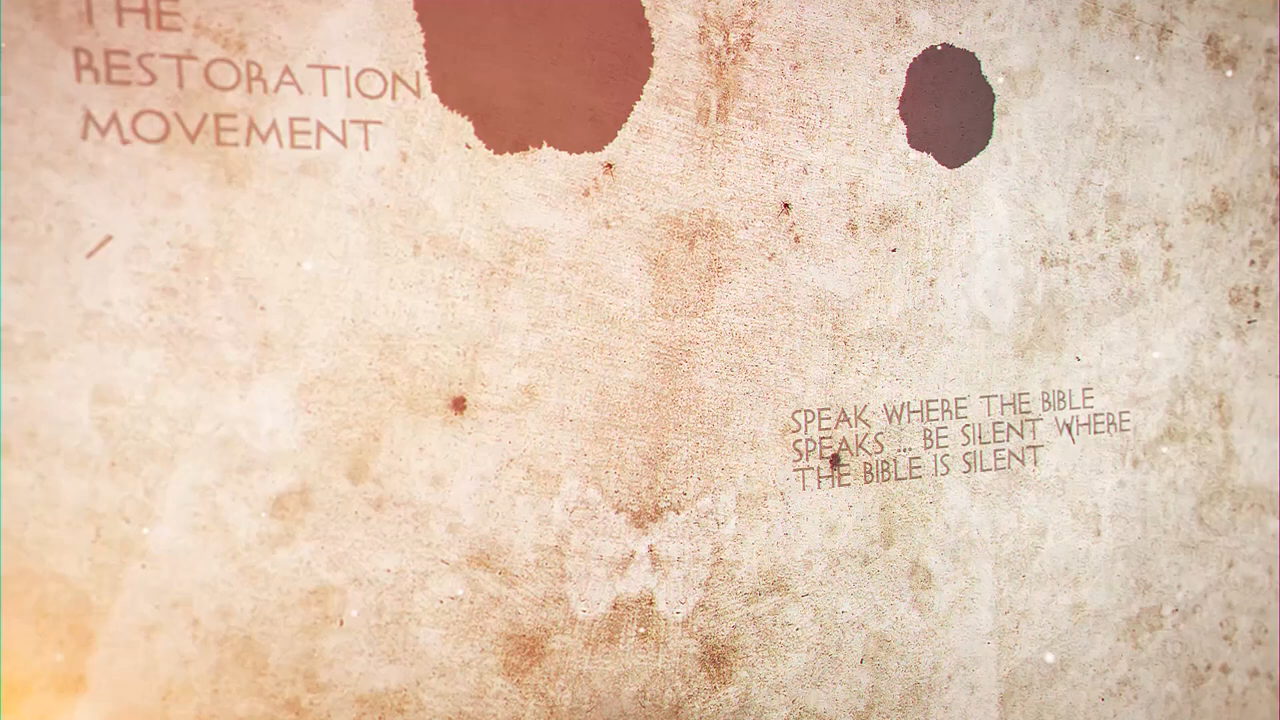 THE
RESTORATION
MOVEMENT
SPEAK WHERE THE BIBLE
SPEAKS ... BE SILENT WHERE
THE BIBLE IS SILENT